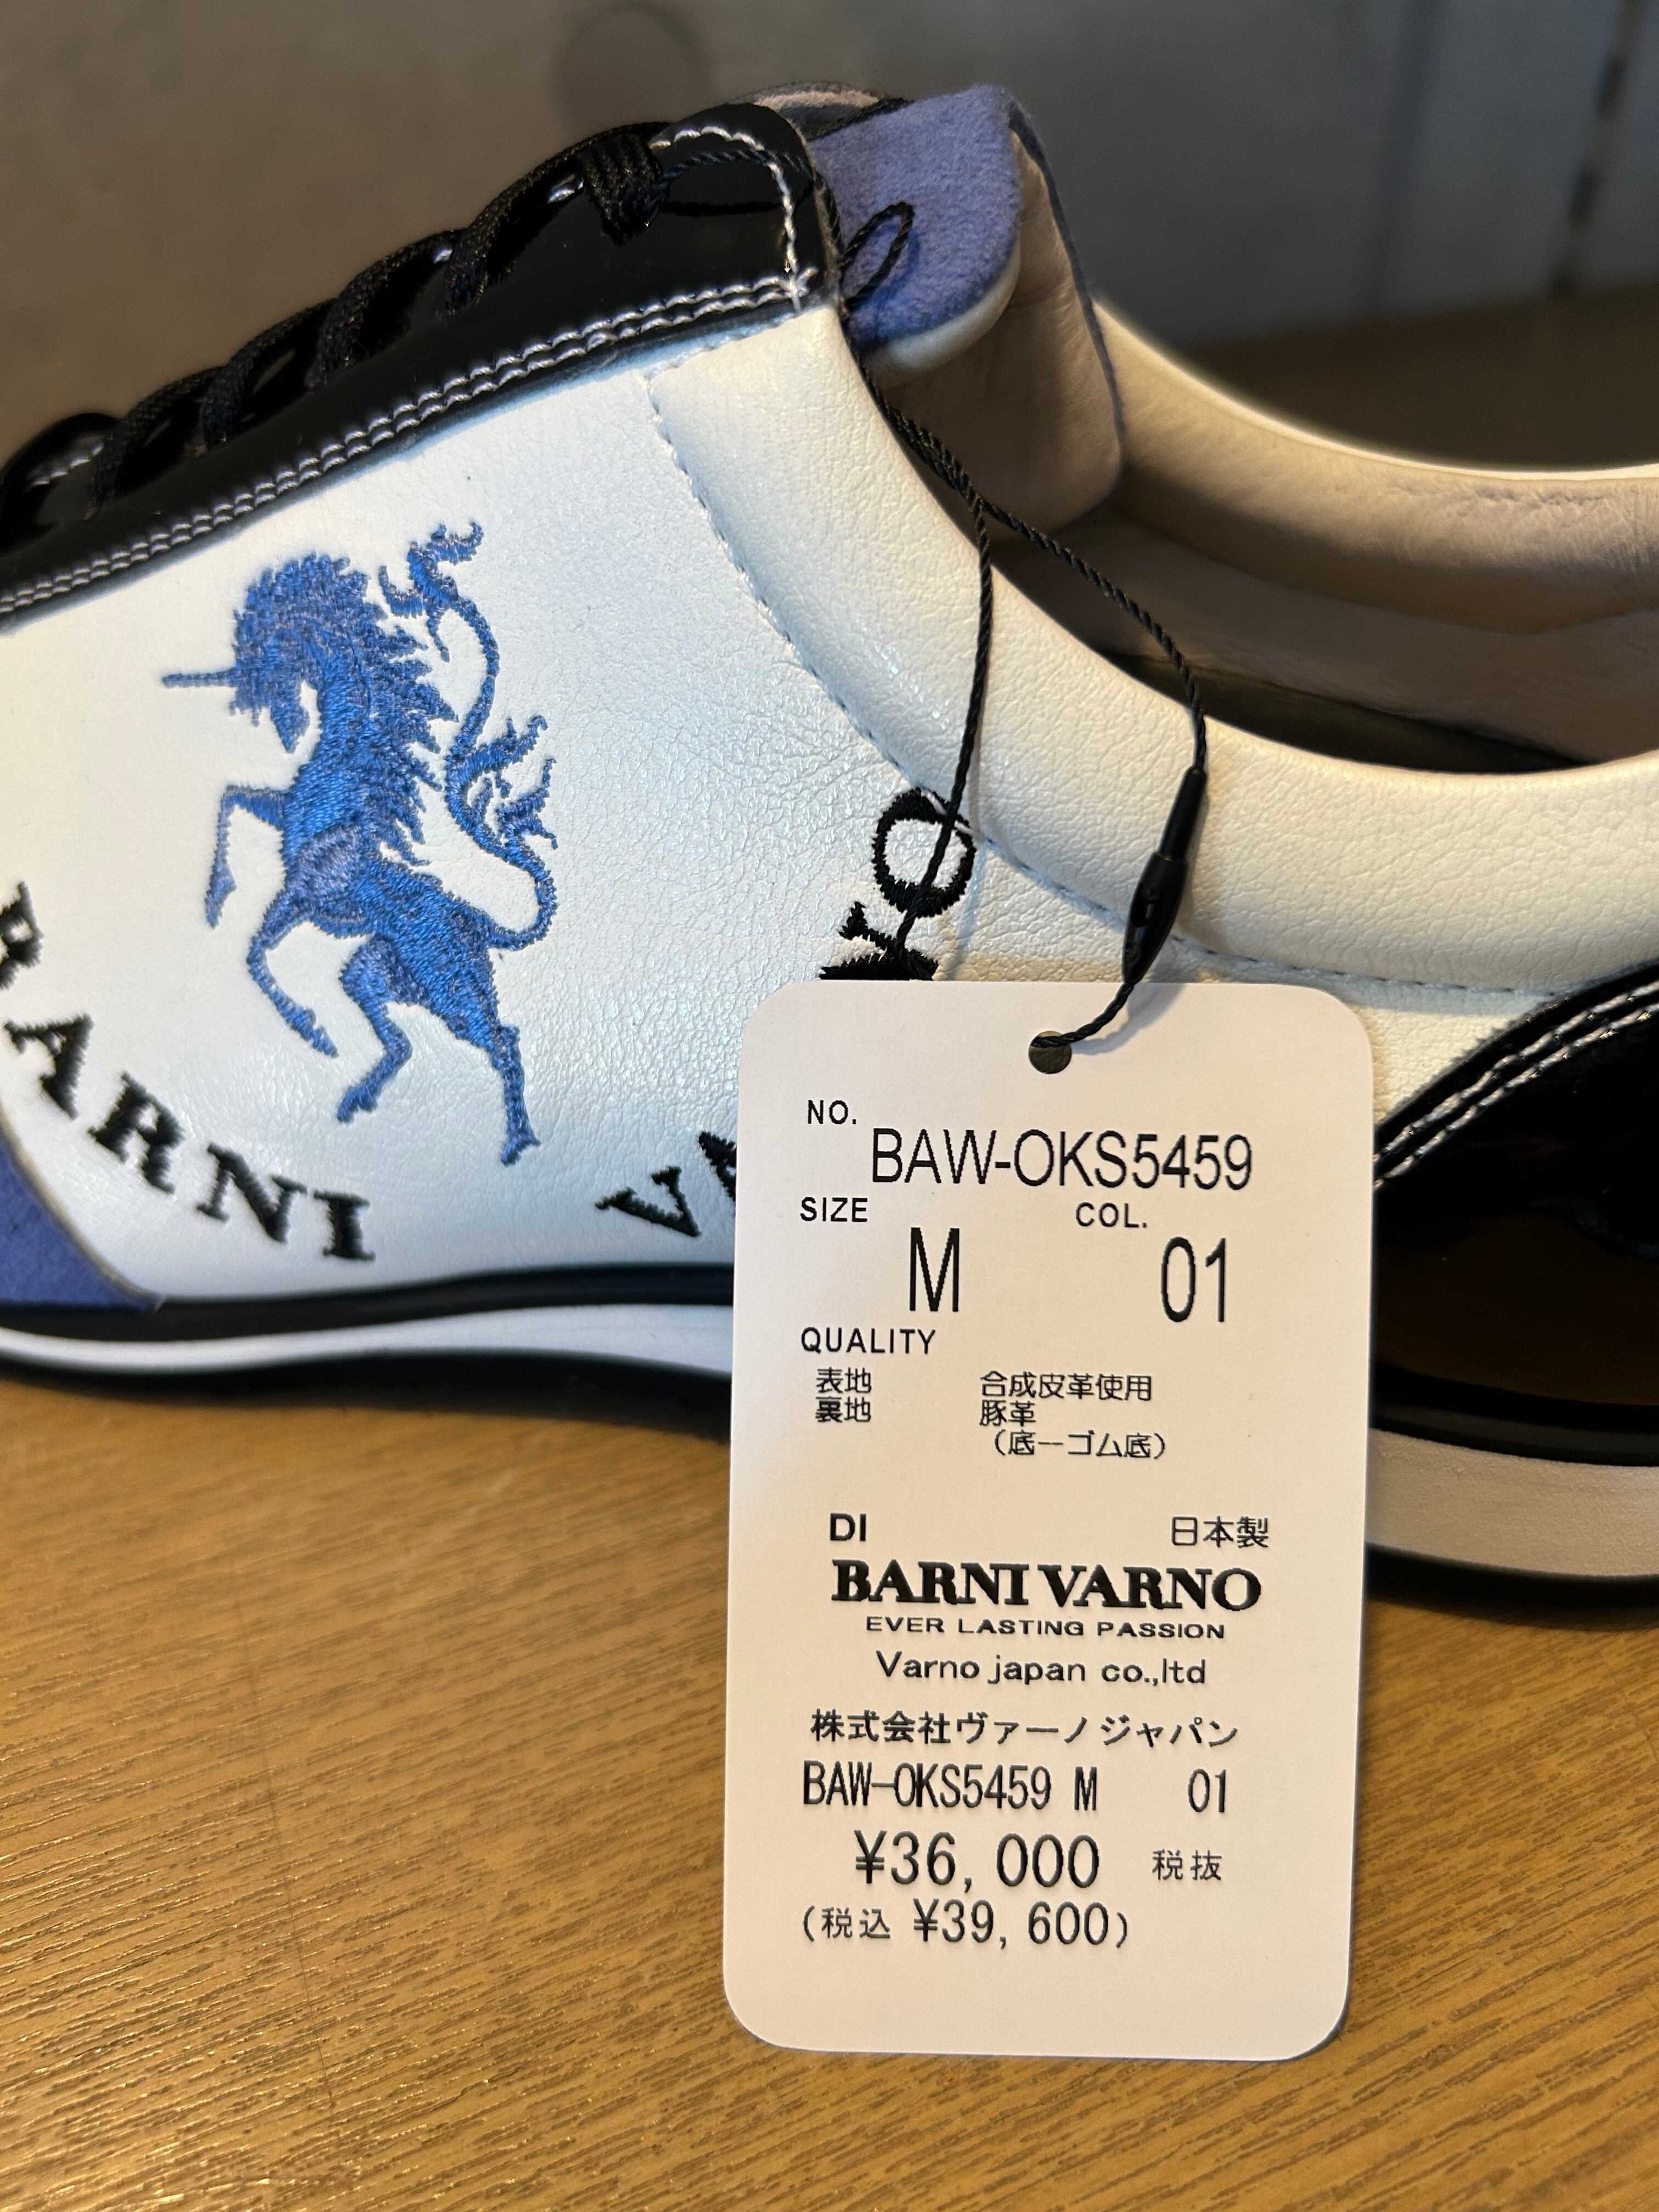 BARNI
NO.
BAW-OKS5459
SIZE COL.
M 01
QUALITY
表地 合成皮革使用
裏地 豚革
（底ーゴム底）
DI 日本製
BARNI VARNO
EVER LASTING PASSION
Varno japan co.,ltd
株式会社ヴァーノジャパン
BAW-OKS5459 M 01
¥36,000 税抜
(税込 ¥39,600)